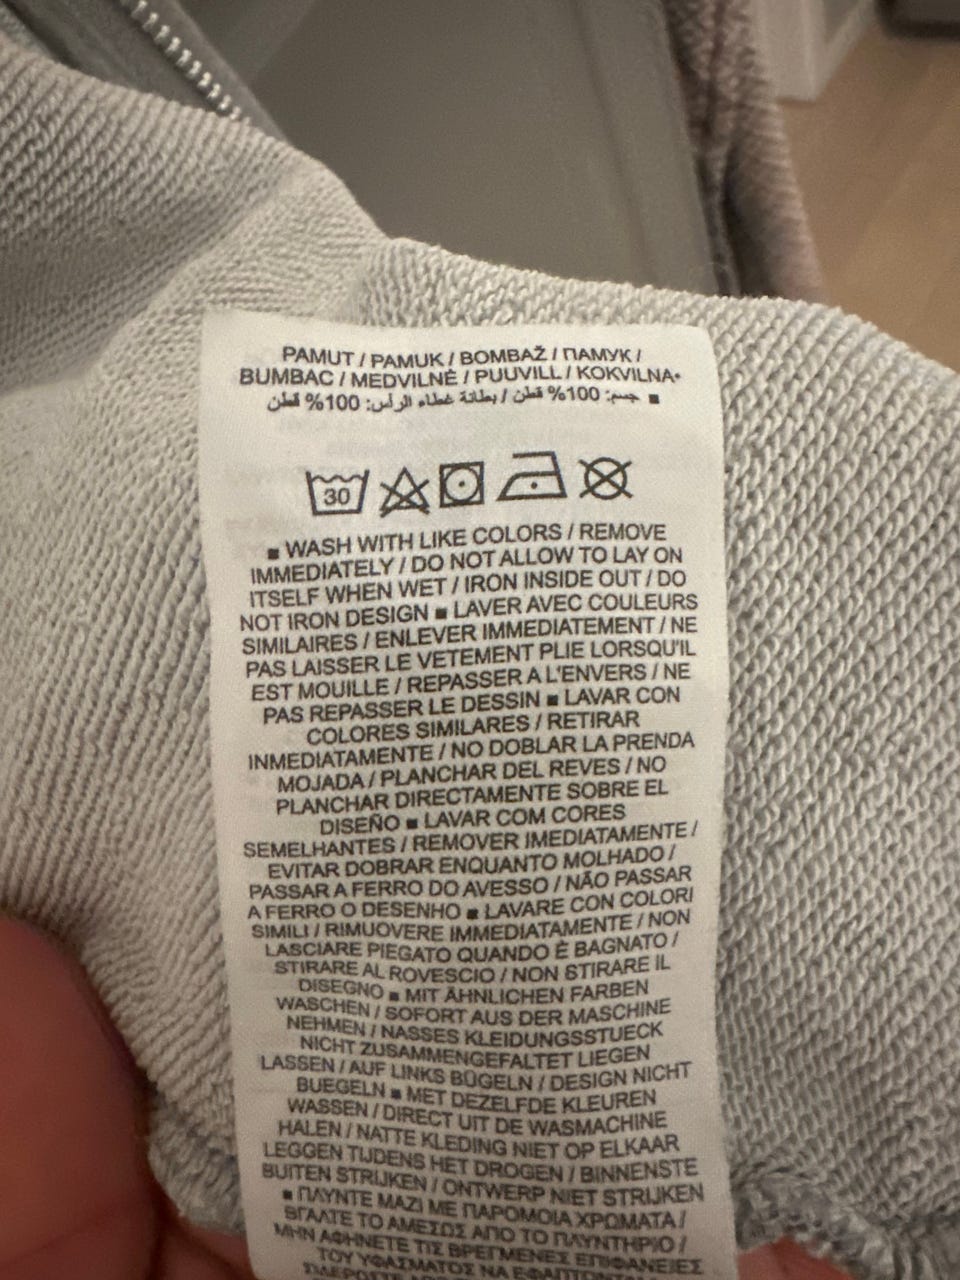 PAMUT / PAMUK / BOMBAŽ / ПАМУК /
BUMBAC / MEDVILNĖ / PUUVILL / KOKVILNA•
■ جسم: 100% قطن / بطانة غطاء الرأس: 100% قطن
30
■ WASH WITH LIKE COLORS / REMOVE
IMMEDIATELY / DO NOT ALLOW TO LAY ON
ITSELF WHEN WET / IRON INSIDE OUT / DO
NOT IRON DESIGN ■ LAVER AVEC COULEURS
SIMILAIRES / ENLEVER IMMEDIATEMENT / NE
PAS LAISSER LE VETEMENT PLIE LORSQU'IL
EST MOUILLE / REPASSER A L'ENVERS / NE
PAS REPASSER LE DESSIN ■ LAVAR CON
COLORES SIMILARES / RETIRAR
INMEDIATAMENTE / NO DOBLAR LA PRENDA
MOJADA / PLANCHAR DEL REVES / NO
PLANCHAR DIRECTAMENTE SOBRE EL
DISEÑO ■ LAVAR COM CORES
SEMELHANTES / REMOVER IMEDIATAMENTE /
EVITAR DOBRAR ENQUANTO MOLHADO /
PASSAR A FERRO DO AVESSO / NÃO PASSAR
A FERRO O DESENHO ■ LAVARE CON COLORI
SIMILI / RIMUOVERE IMMEDIATAMENTE / NON
LASCIARE PIEGATO QUANDO È BAGNATO /
STIRARE AL ROVESCIO / NON STIRARE IL
DISEGNO ■ MIT ÄHNLICHEN FARBEN
WASCHEN / SOFORT AUS DER MASCHINE
NEHMEN / NASSES KLEIDUNGSSTUECK
NICHT ZUSAMMENGEFALTET LIEGEN
LASSEN / AUF LINKS BÜGELN / DESIGN NICHT
BUEGELN ■ MET DEZELFDE KLEUREN
WASSEN / DIRECT UIT DE WASMACHINE
HALEN / NATTE KLEDING NIET OP ELKAAR
LEGGEN TIJDENS HET DROGEN / BINNENSTE
BUITEN STRIJKEN / ONTWERP NIET STRIJKEN
■ ΠΛΥΝΤΕ ΜΑΖΙ ΜΕ ΠΑΡΟΜΟΙΑ ΧΡΩΜΑΤΑ /
ΒΓΑΛΤΕ ΤΟ ΑΜΕΣΩΣ ΑΠΟ ΤΟ ΠΛΥΝΤΗΡΙΟ /
ΜΗΝ ΑΦΗΝΕΤΕ ΤΙΣ ΒΡΕΓΜΕΝΕΣ ΕΠΙΦΑΝΕΙΕΣ
ΤΟΥ ΥΦΑΣΜΑΤΟΣ ΝΑ ΕΦΑΠΤΟΝΤΑΙ